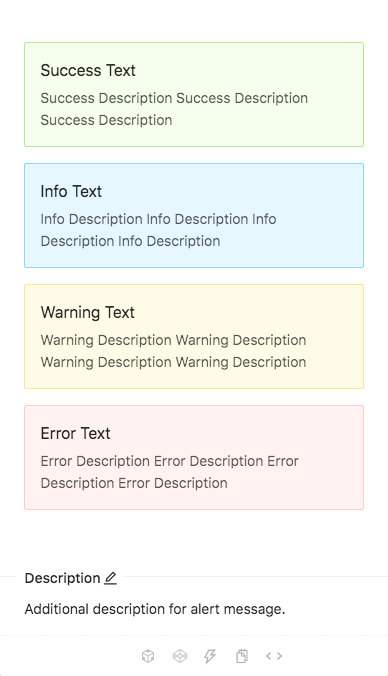 Success Text
Success Description Success Description
Success Description
Info Text
Info Description Info Description Info
Description Info Description
Warning Text
Warning Description Warning Description
Warning Description Warning Description
Error Text
Error Description Error Description Error
Description Error Description
Description
Additional description for alert message.